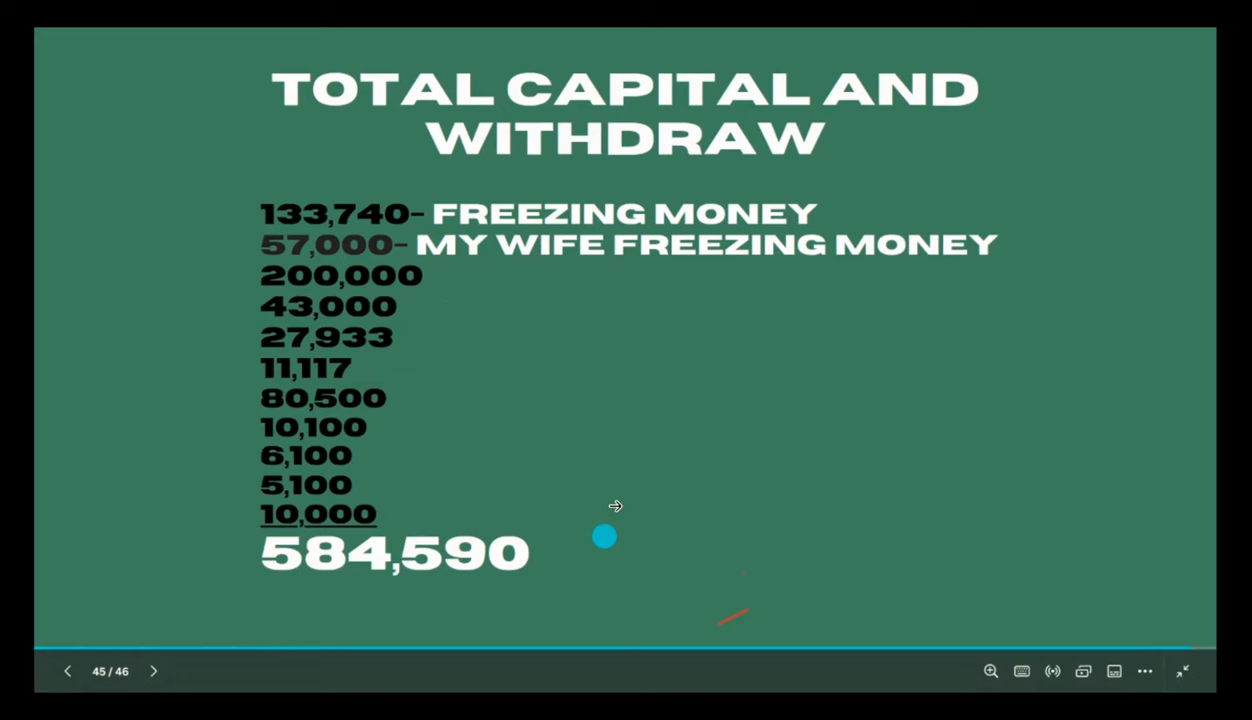 TOTAL CAPITAL AND
WITHDRAW
133,740- FREEZING MONEY
57,000- MY WIFE FREEZING MONEY
200,000
43,000
27,933
11,117
80,500
10,100
6,100
5,100
10,000
584,590
45 / 46